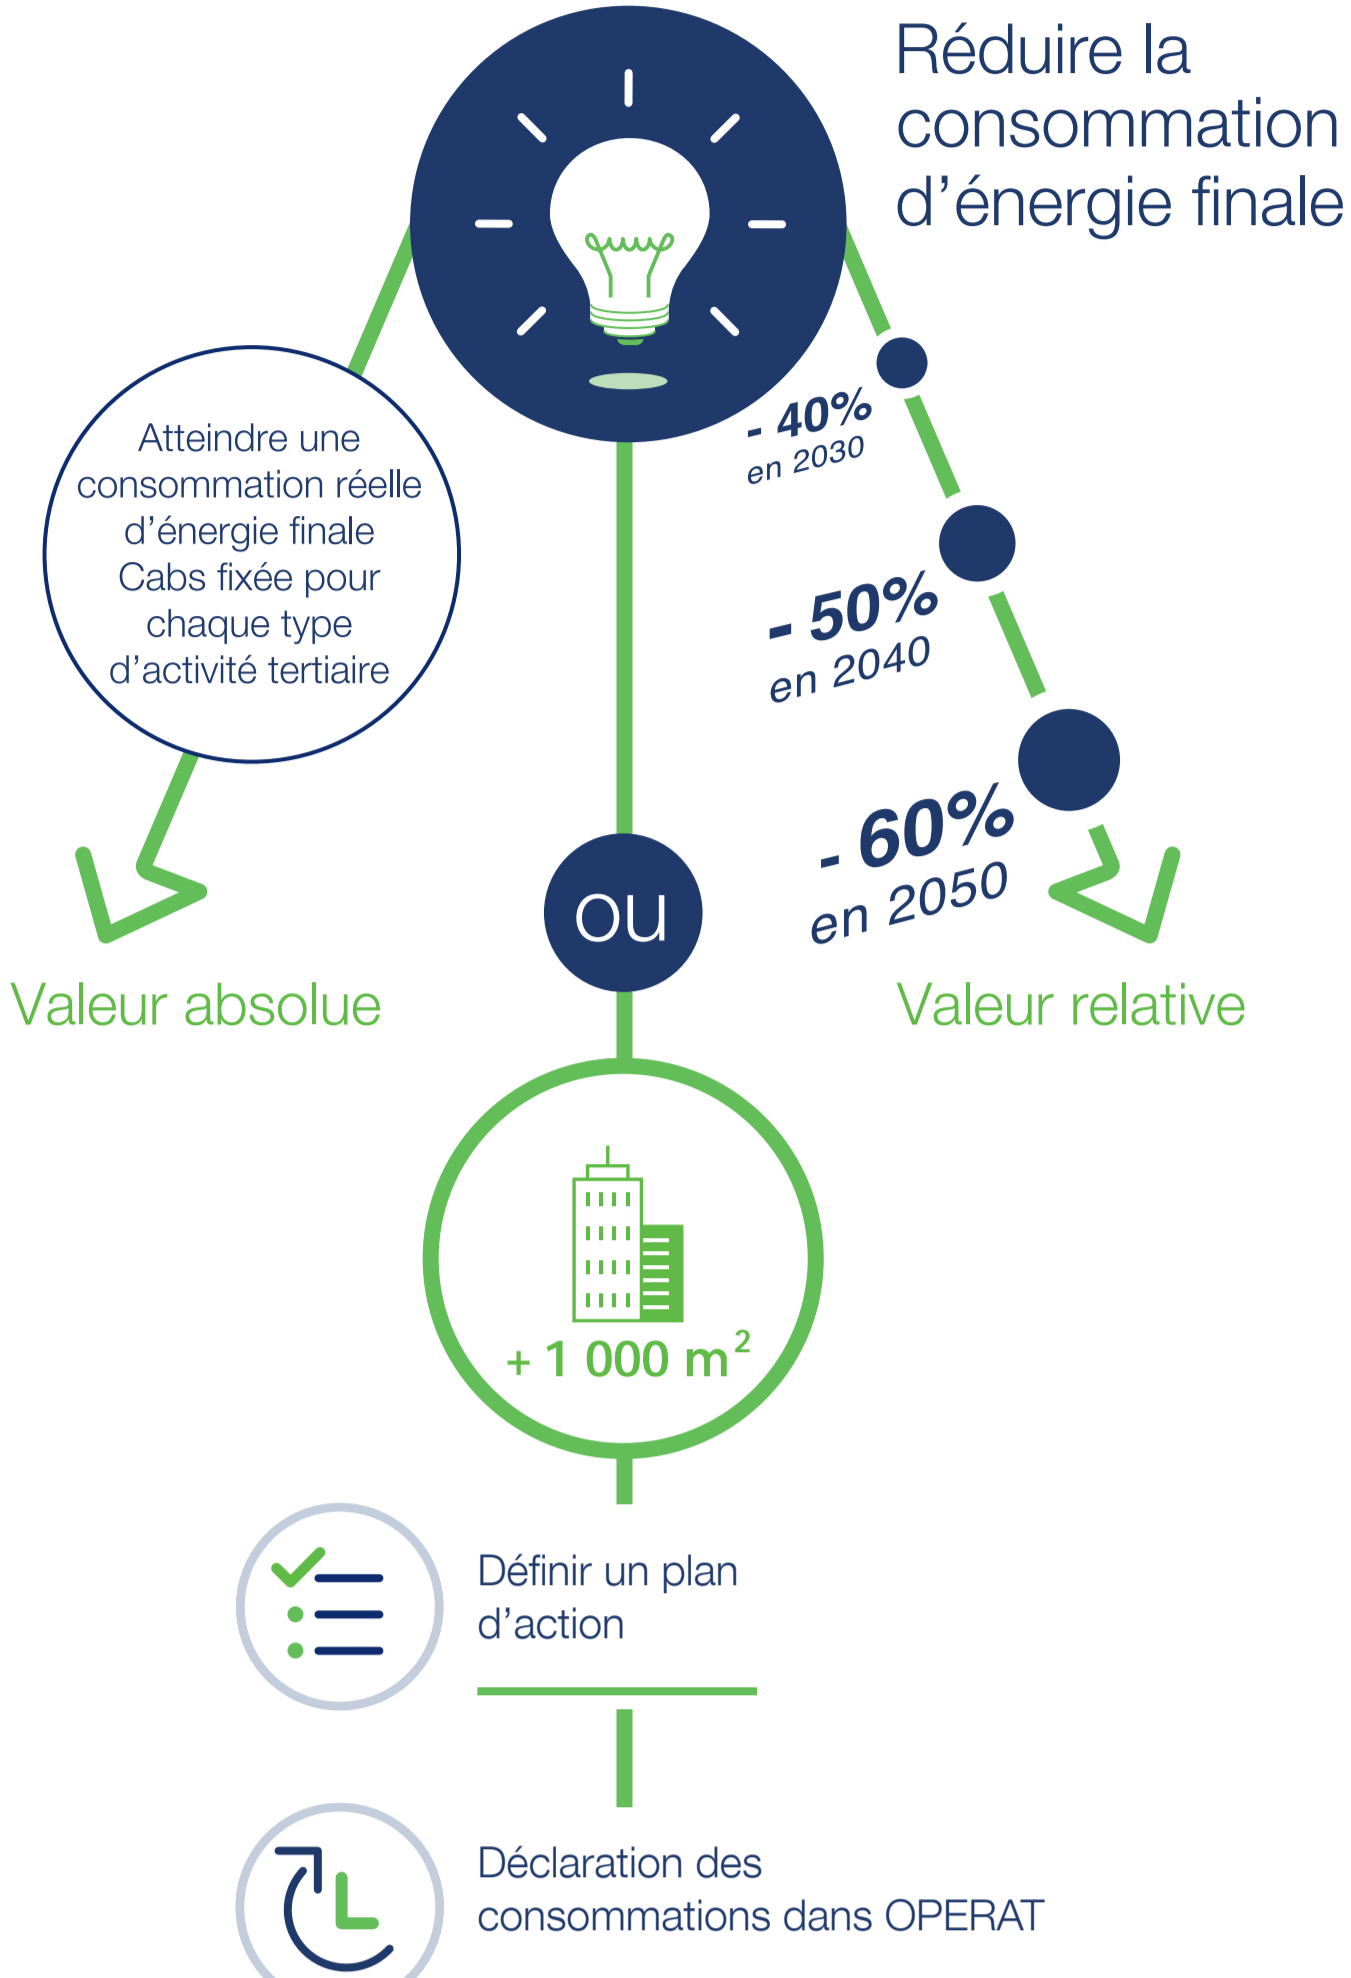 Réduire la
consommation
d’énergie finale
Atteindre une
consommation réelle
d’énergie finale
Cabs fixée pour
chaque type
d’activité tertiaire
- 40%
en 2030
- 50%
en 2040
- 60%
en 2050
ou
Valeur absolue
Valeur relative
+ 1 000 m²
Définir un plan
d’action
Déclaration des
consommations dans OPERAT